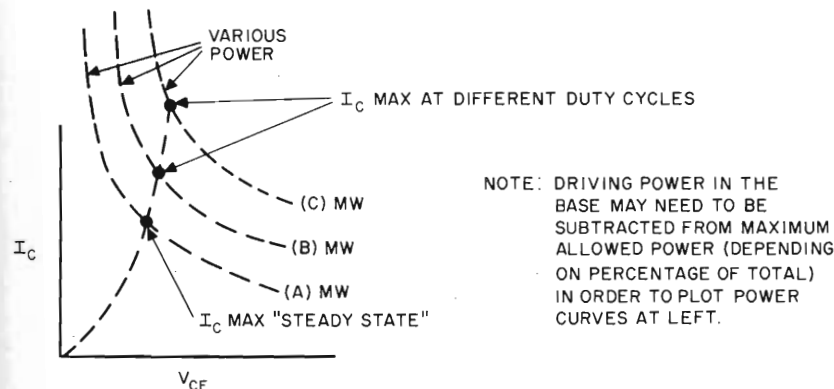 VARIOUS
POWER
I_C MAX AT DIFFERENT DUTY CYCLES
(C) MW
(B) MW
(A) MW
I_C
I_C MAX "STEADY STATE"
V_CE
NOTE: DRIVING POWER IN THE
BASE MAY NEED TO BE
SUBTRACTED FROM MAXIMUM
ALLOWED POWER (DEPENDING
ON PERCENTAGE OF TOTAL)
IN ORDER TO PLOT POWER
CURVES AT LEFT.